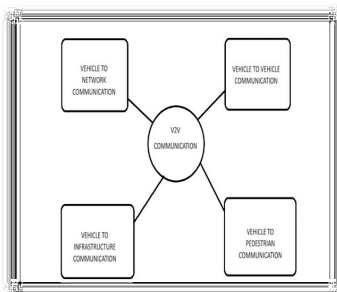 VEHICLE TO
NETWORK
COMMUNICATION
VEHICLE TO VEHICLE
COMMUNICATION
V2V
COMMUNICATION
VEHICLE TO
INFRASTRUCTURE
COMMUNICATION
VEHICLE TO
PEDESTRIAN
COMMUNICATION